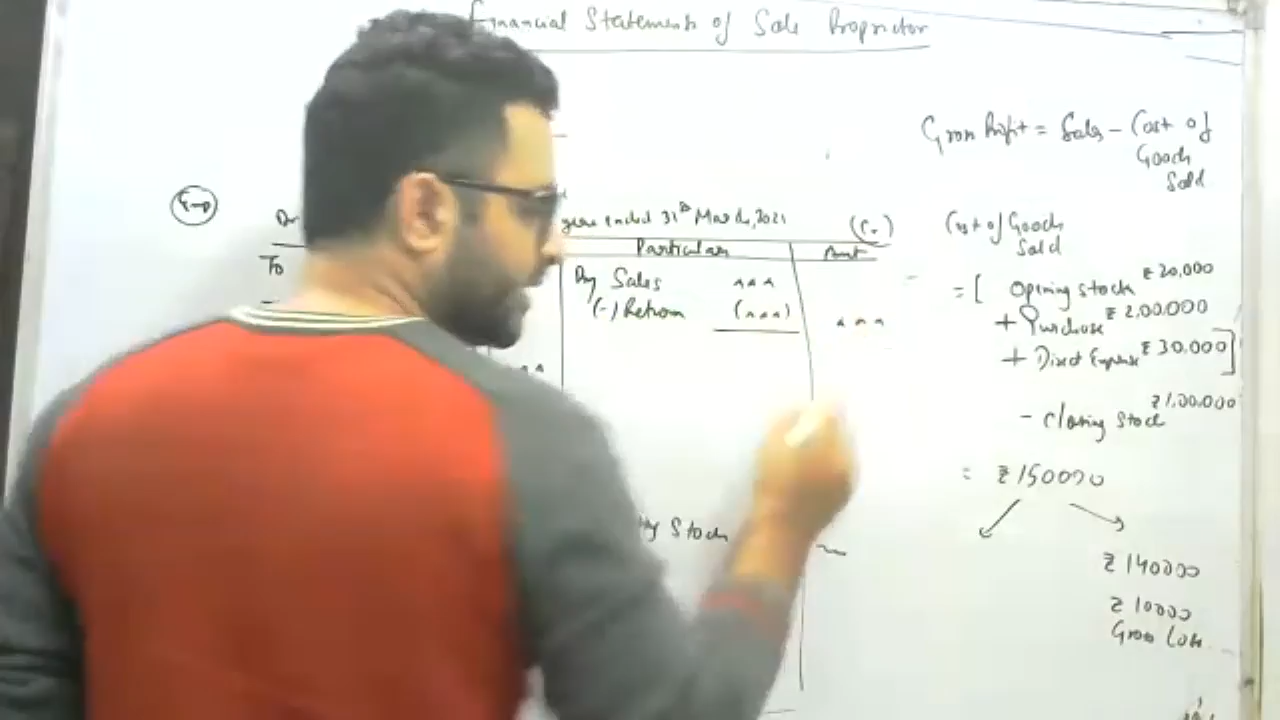 Financial Statements of Sole Proprietor
Gross Profit = Sales - Cost of
Goods
Sold
Dr
year ended 31st March, 2021 (Cr)
Particulars Amt
To
By Sales ^^^
(-) Return (^^^) ^^^
^^
Stock
Cost of Goods
Sold
= [ Opening stock ₹ 20,000
+ Purchase ₹ 2,00,000
+ Direct Expense ₹ 30,000 ]
- Closing Stock ₹ 1,00,000
= ₹ 150000
₹ 140000
₹ 10000
Gross Loss